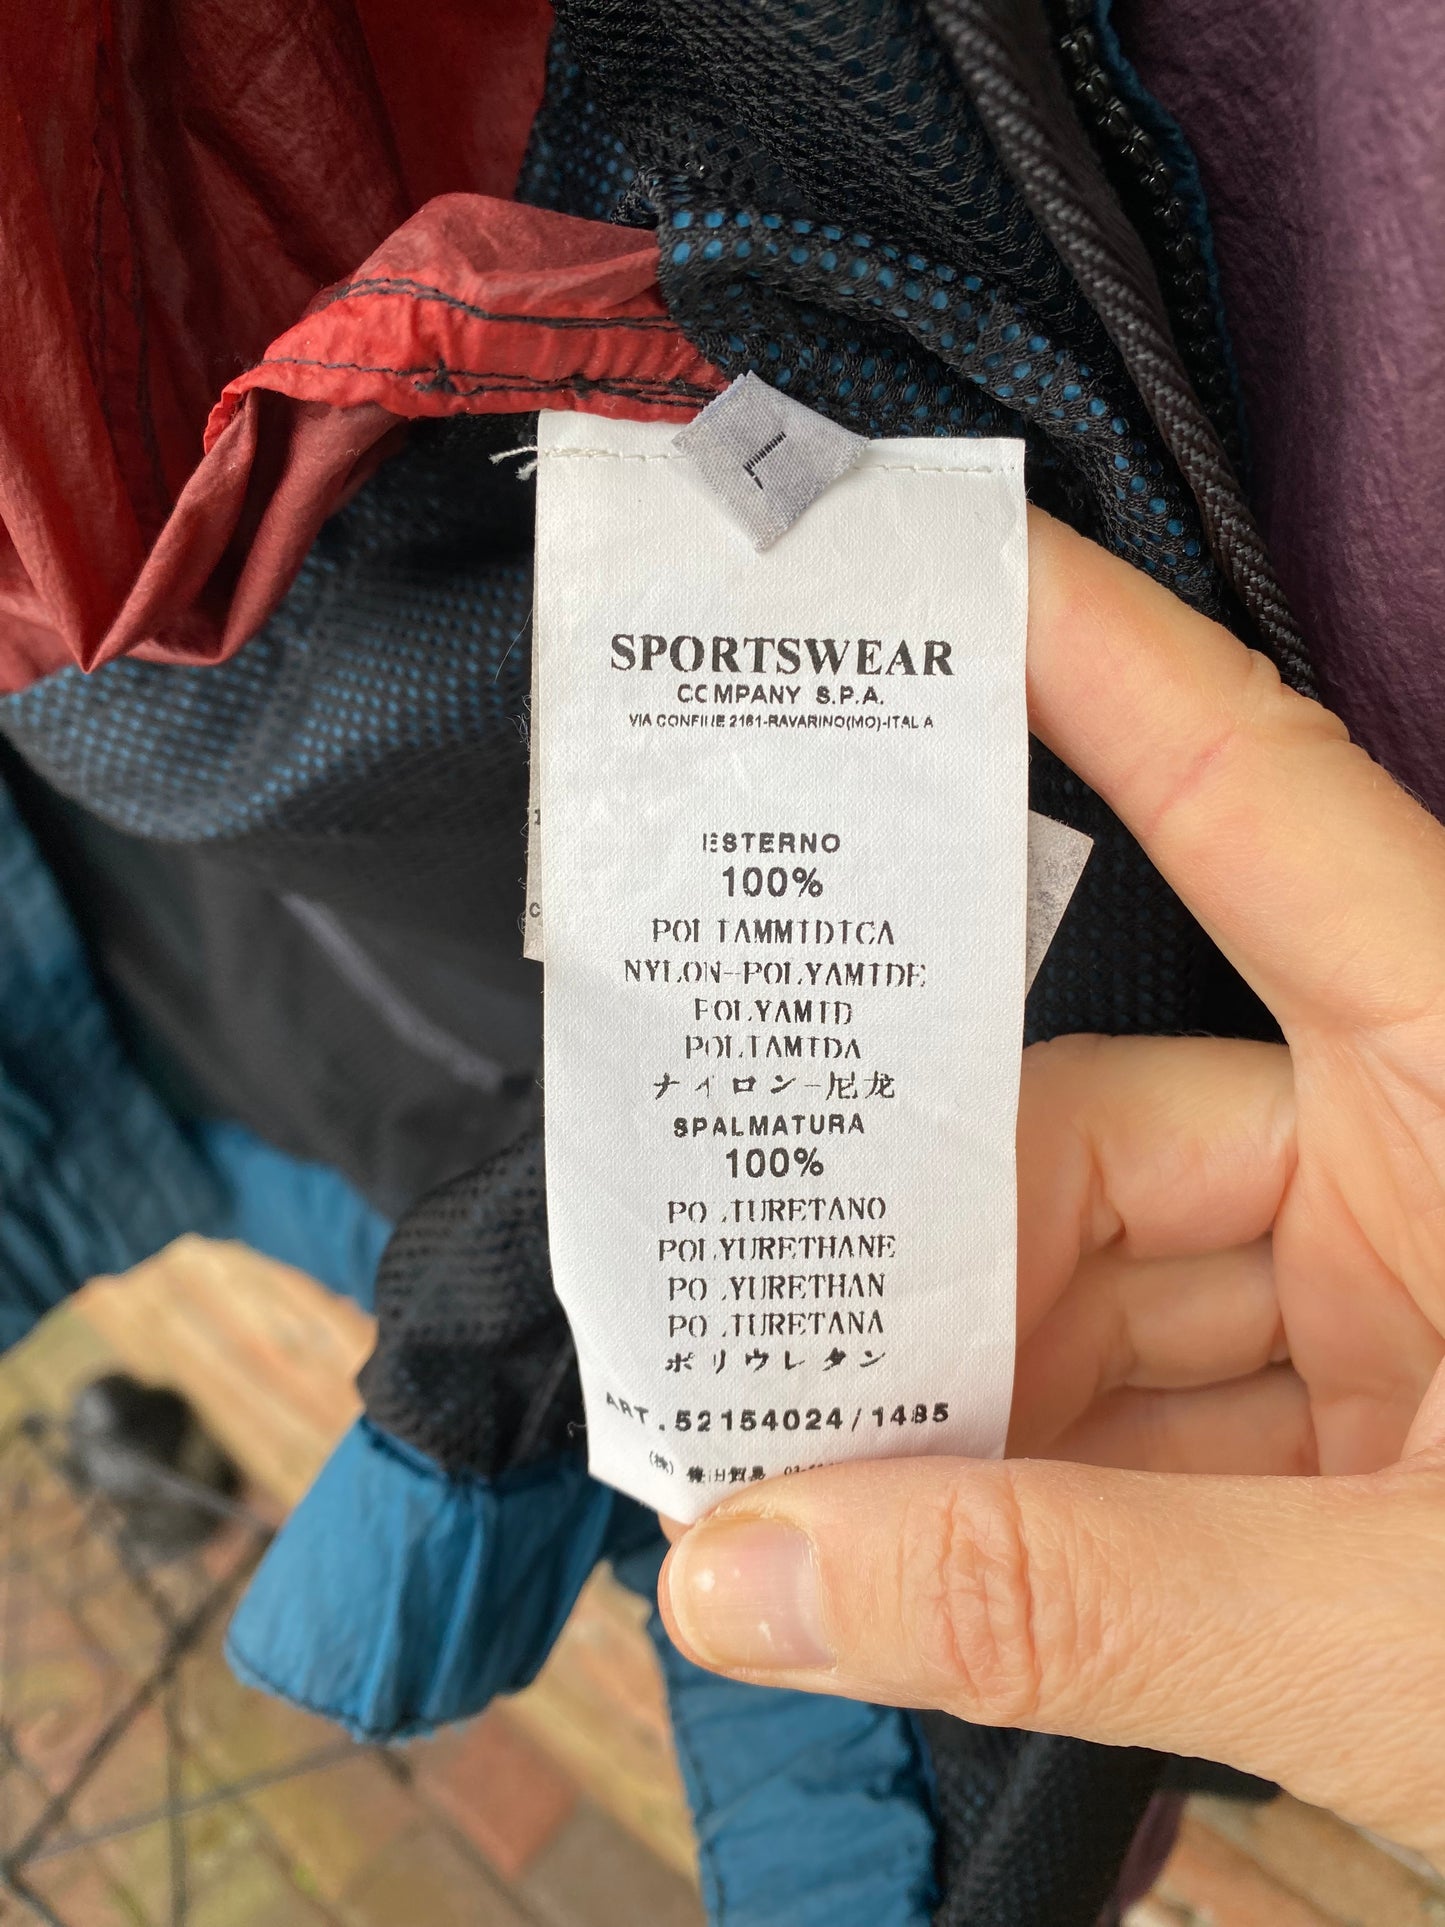 L
SPORTSWEAR
COMPANY S.P.A.
VIA CONFINE 2161-RAVARINO(MO)-ITALIA
ESTERNO
100%
POLIAMMIDICA
NYLON-POLYAMIDE
POLYAMID
POLIAMIDA
ナイロン-尼龙
SPALMATURA
100%
POLIURETANO
POLYURETHANE
POLYURETHAN
POLIURETANA
ポリウレタン
ART.52154024/1485
(株)